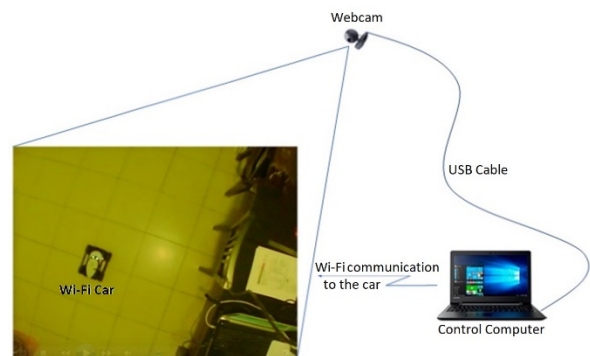 Webcam
USB Cable
Wi-Fi communication
to the car
Wi-Fi Car
Control Computer